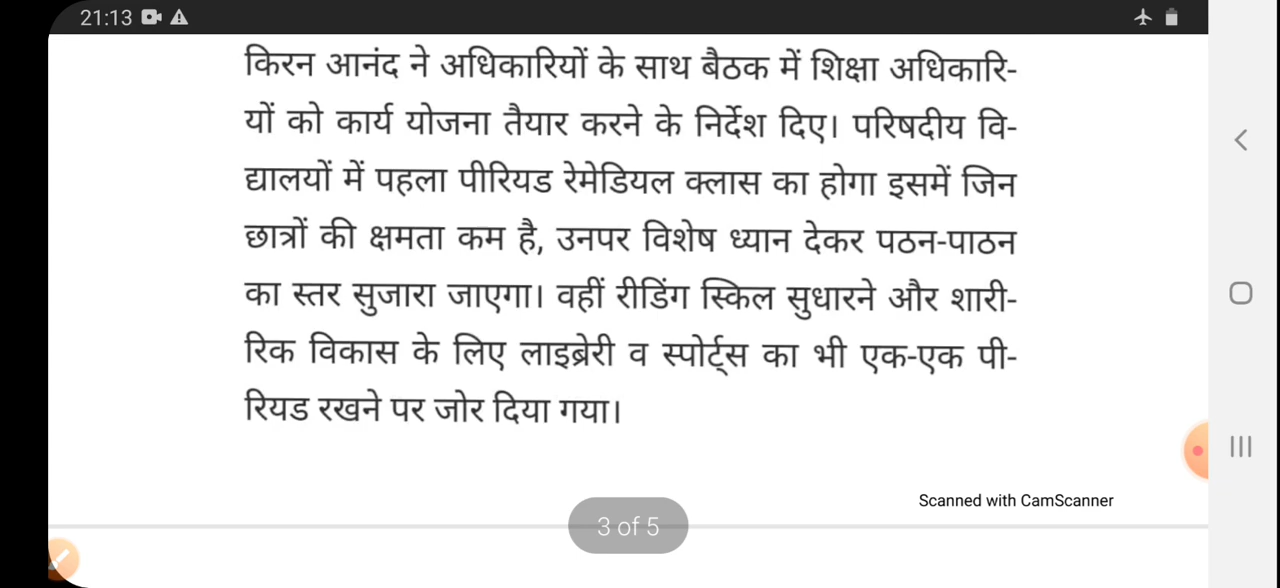 21:13
किरन आनंद ने अधिकारियों के साथ बैठक में शिक्षा अधिकारि-
यों को कार्य योजना तैयार करने के निर्देश दिए। परिषदीय वि-
द्यालयों में पहला पीरियड रेमेडियल क्लास का होगा इसमें जिन
छात्रों की क्षमता कम है, उनपर विशेष ध्यान देकर पठन-पाठन
का स्तर सुजारा जाएगा। वहीं रीडिंग स्किल सुधारने और शारी-
रिक विकास के लिए लाइब्रेरी व स्पोर्ट्स का भी एक-एक पी-
रियड रखने पर जोर दिया गया।
Scanned with CamScanner
3 of 5